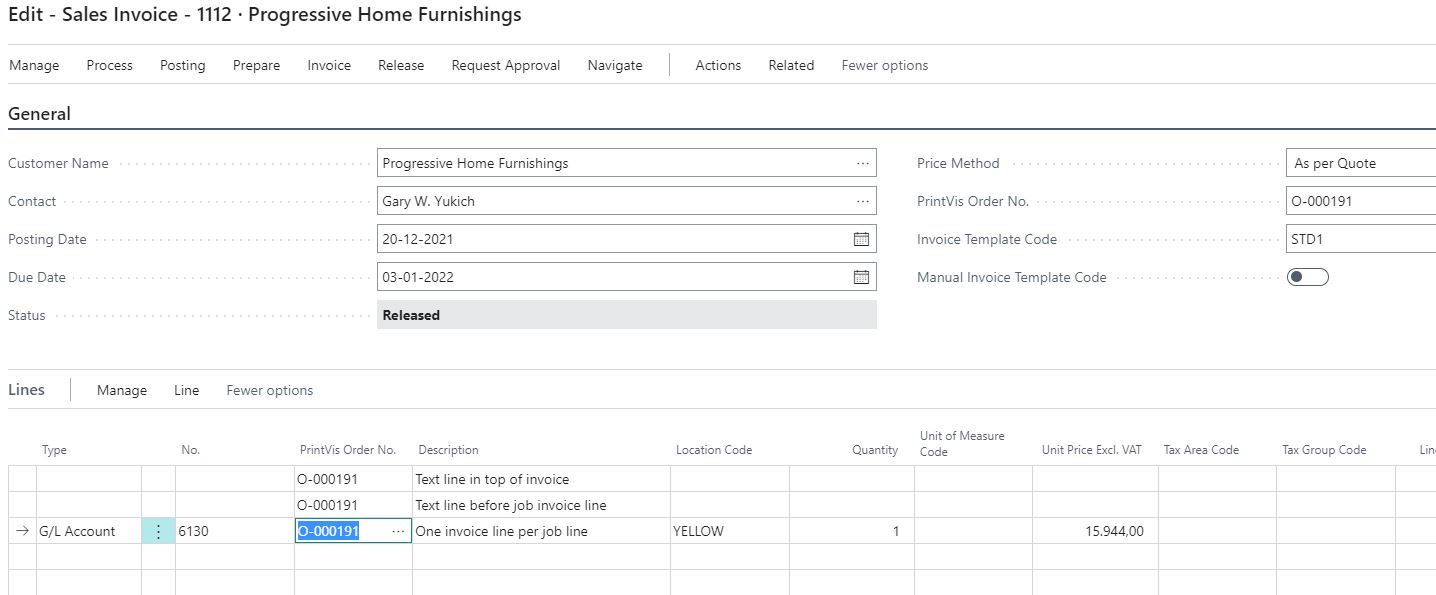 Edit - Sales Invoice - 1112 · Progressive Home Furnishings
Manage Process Posting Prepare Invoice Release Request Approval Navigate Actions Related Fewer options
General
Customer Name Progressive Home Furnishings ··· Price Method As per Quote
Contact Gary W. Yukich ··· PrintVis Order No. O-000191
Posting Date 20-12-2021 Invoice Template Code STD1
Due Date 03-01-2022 Manual Invoice Template Code
Status Released
Lines Manage Line Fewer options
Type No. PrintVis Order No. Description Location Code Quantity Unit of Measure Code Unit Price Excl. VAT Tax Area Code Tax Group Code Lin
O-000191 Text line in top of invoice
O-000191 Text line before job invoice line
→ G/L Account 6130 O-000191 ··· One invoice line per job line YELLOW 1 15.944,00